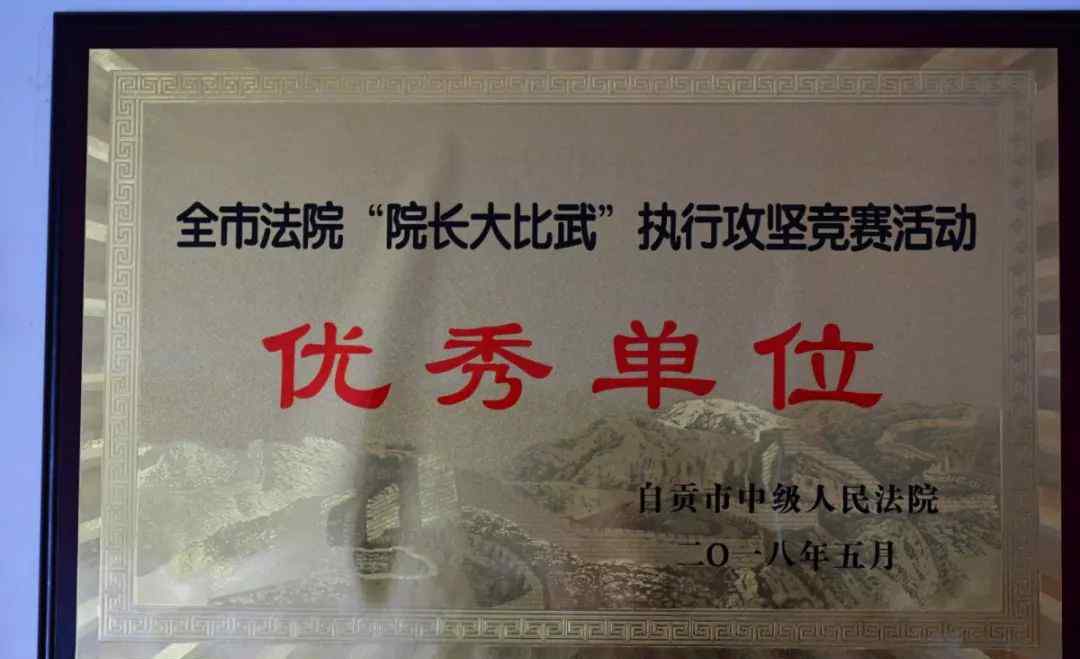 全市法院“院长大比武”执行攻坚竞赛活动
优秀单位
自贡市中级人民法院
二〇一八年五月